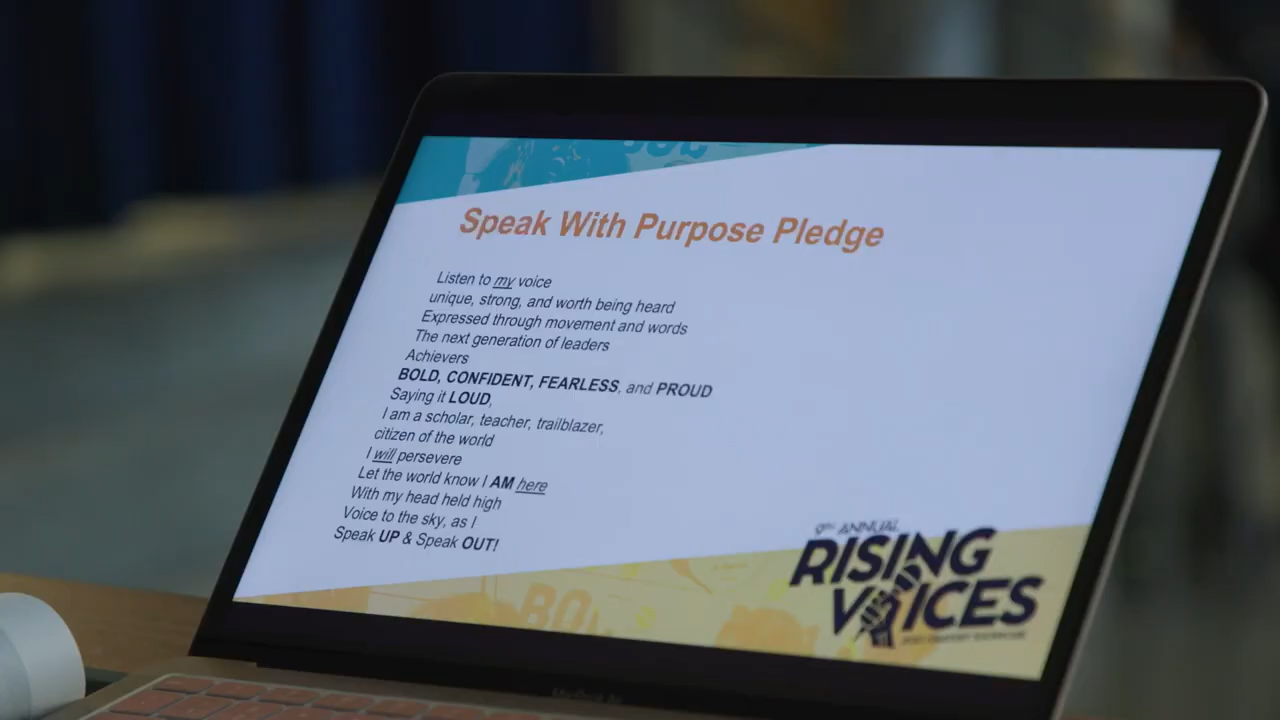 Speak With Purpose Pledge
Listen to my voice
unique, strong, and worth being heard
Expressed through movement and words
The next generation of leaders
Achievers
BOLD, CONFIDENT, FEARLESS, and PROUD
Saying it LOUD,
I am a scholar, teacher, trailblazer,
citizen of the world
I will persevere
Let the world know I AM here
With my head held high
Voice to the sky, as I
Speak UP & Speak OUT!
9TH ANNUAL
RISING
VOICES